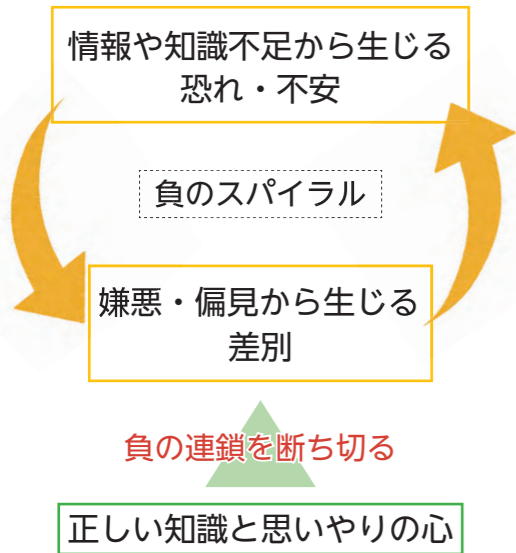 情報や知識不足から生じる
恐れ・不安
負のスパイラル
嫌悪・偏見から生じる
差別
負の連鎖を断ち切る
正しい知識と思いやりの心